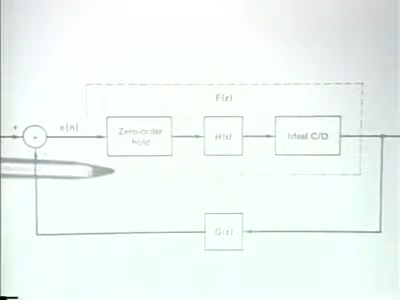 F(z)
+
e[n]
Zero-order
hold
H(s)
Ideal C/D
G(z)